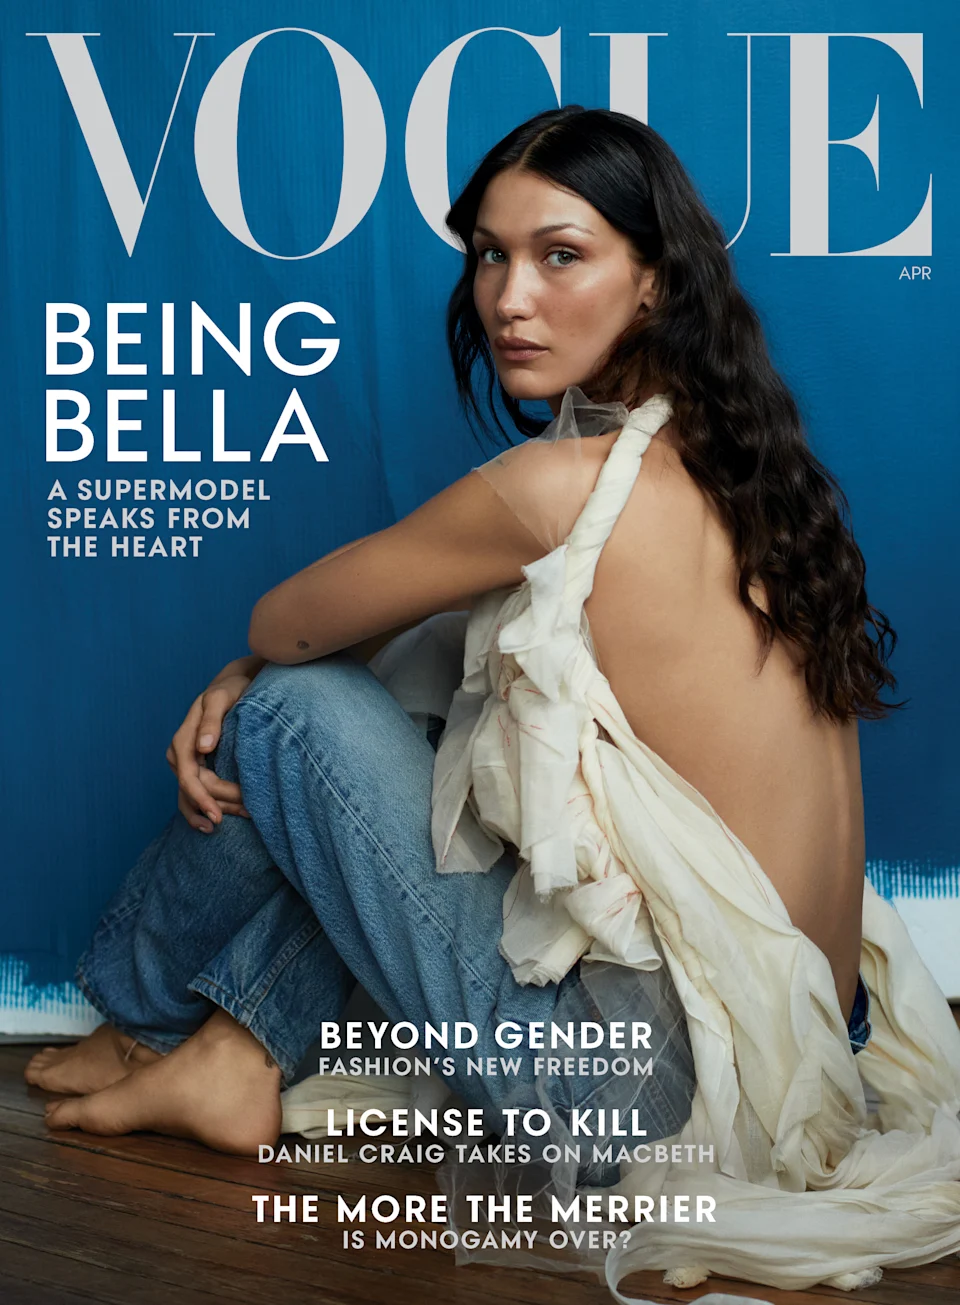 VOGUE
APR
BEING
BELLA
A SUPERMODEL
SPEAKS FROM
THE HEART
BEYOND GENDER
FASHION'S NEW FREEDOM
LICENSE TO KILL
DANIEL CRAIG TAKES ON MACBETH
THE MORE THE MERRIER
IS MONOGAMY OVER?